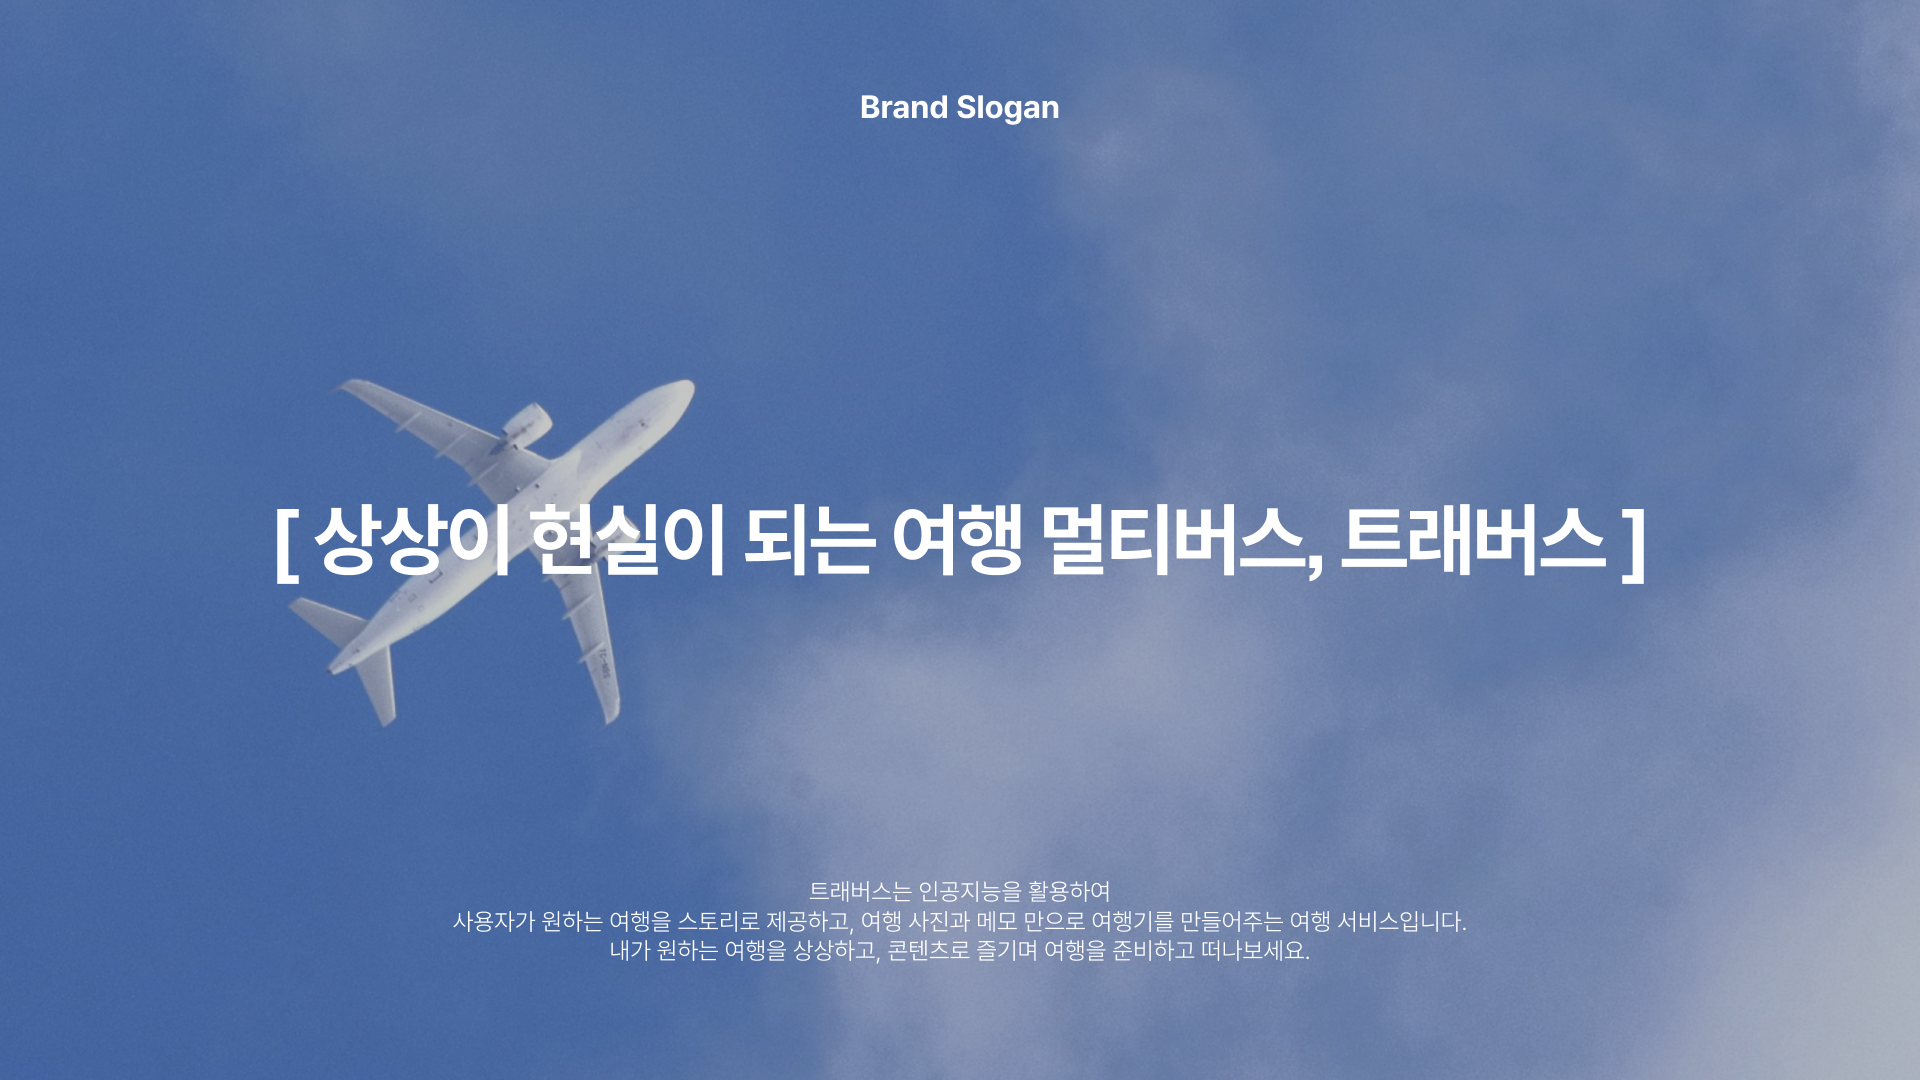 Brand Slogan
[ 상상이 현실이 되는 여행 멀티버스, 트래버스 ]
트래버스는 인공지능을 활용하여
사용자가 원하는 여행을 스토리로 제공하고, 여행 사진과 메모 만으로 여행기를 만들어주는 여행 서비스입니다.
내가 원하는 여행을 상상하고, 콘텐츠로 즐기며 여행을 준비하고 떠나보세요.